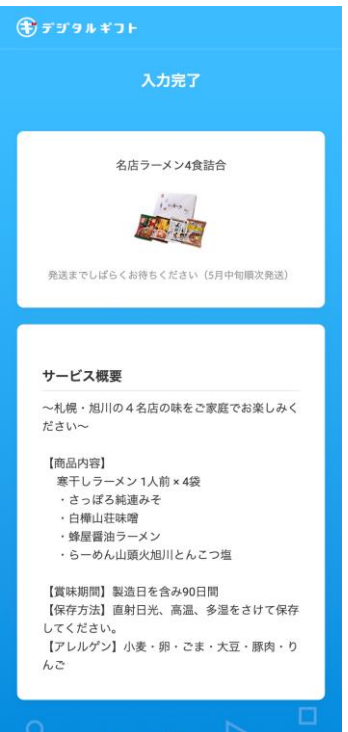 デジタルギフト
入力完了
名店ラーメン4食詰合
発送までしばらくお待ちください（5月中旬順次発送）
サービス概要
～札幌・旭川の４名店の味をご家庭でお楽しみく
ださい～
【商品内容】
寒干しラーメン 1人前 × 4袋
・さっぽろ純連みそ
・白樺山荘味噌
・蜂屋醤油ラーメン
・らーめん山頭火旭川とんこつ塩
【賞味期間】製造日を含み90日間
【保存方法】直射日光、高温、多湿をさけて保存
してください。
【アレルゲン】小麦・卵・ごま・大豆・豚肉・り
んご